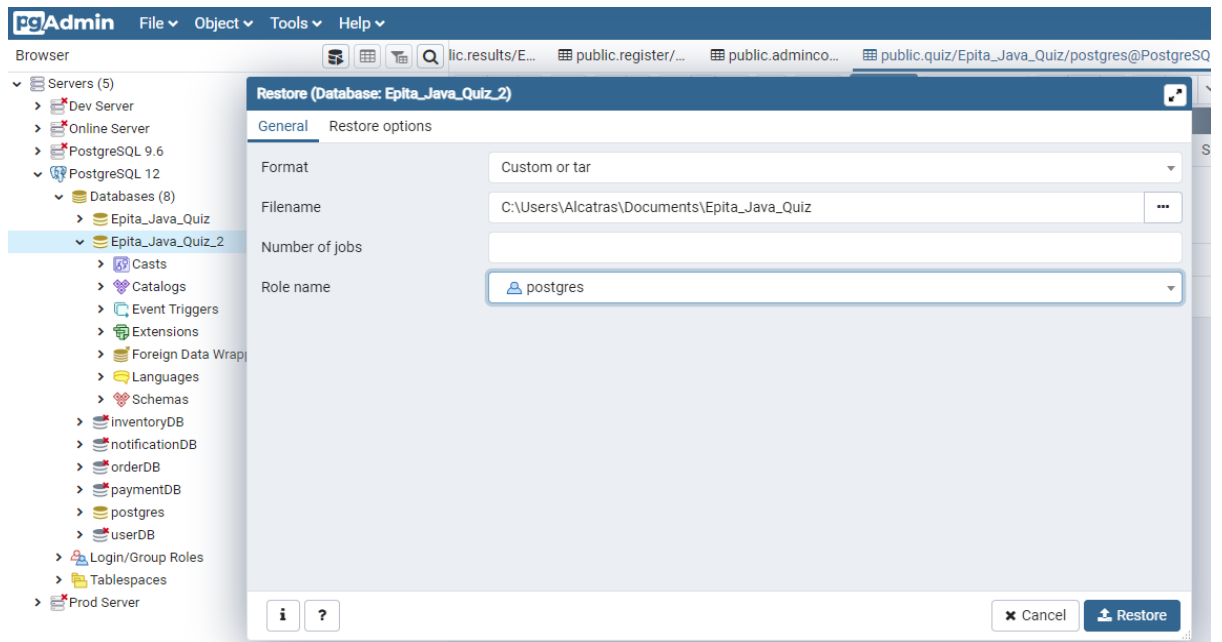 pgAdmin File Object Tools Help
Browser
lic.results/E...
public.register/...
public.adminco...
public.quiz/Epita_Java_Quiz/postgres@PostgreSQ
Servers (5)
Dev Server
Online Server
PostgreSQL 9.6
PostgreSQL 12
Databases (8)
Epita_Java_Quiz
Epita_Java_Quiz_2
Casts
Catalogs
Event Triggers
Extensions
Foreign Data Wrap
Languages
Schemas
inventoryDB
notificationDB
orderDB
paymentDB
postgres
userDB
Login/Group Roles
Tablespaces
Prod Server
Restore (Database: Epita_Java_Quiz_2)
General Restore options
Format Custom or tar
Filename C:\Users\Alcatras\Documents\Epita_Java_Quiz
Number of jobs
Role name postgres
i ? Cancel Restore
S